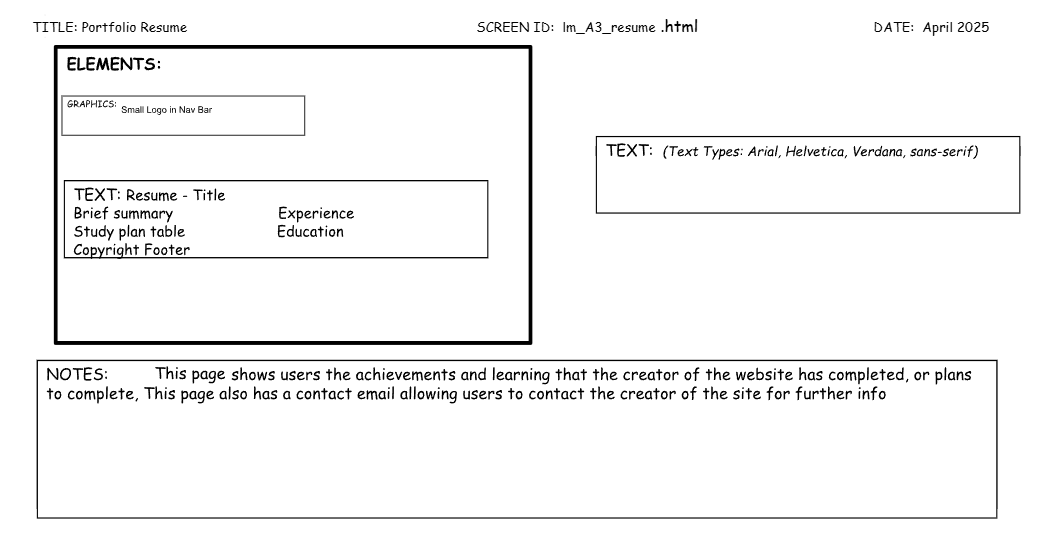 TITLE: Portfolio Resume SCREEN ID: lm_A3_resume .html DATE: April 2025
ELEMENTS:
GRAPHICS: Small Logo in Nav Bar
TEXT: (Text Types: Arial, Helvetica, Verdana, sans-serif)
TEXT: Resume - Title
Brief summary Experience
Study plan table Education
Copyright Footer
NOTES: This page shows users the achievements and learning that the creator of the website has completed, or plans
to complete, This page also has a contact email allowing users to contact the creator of the site for further info